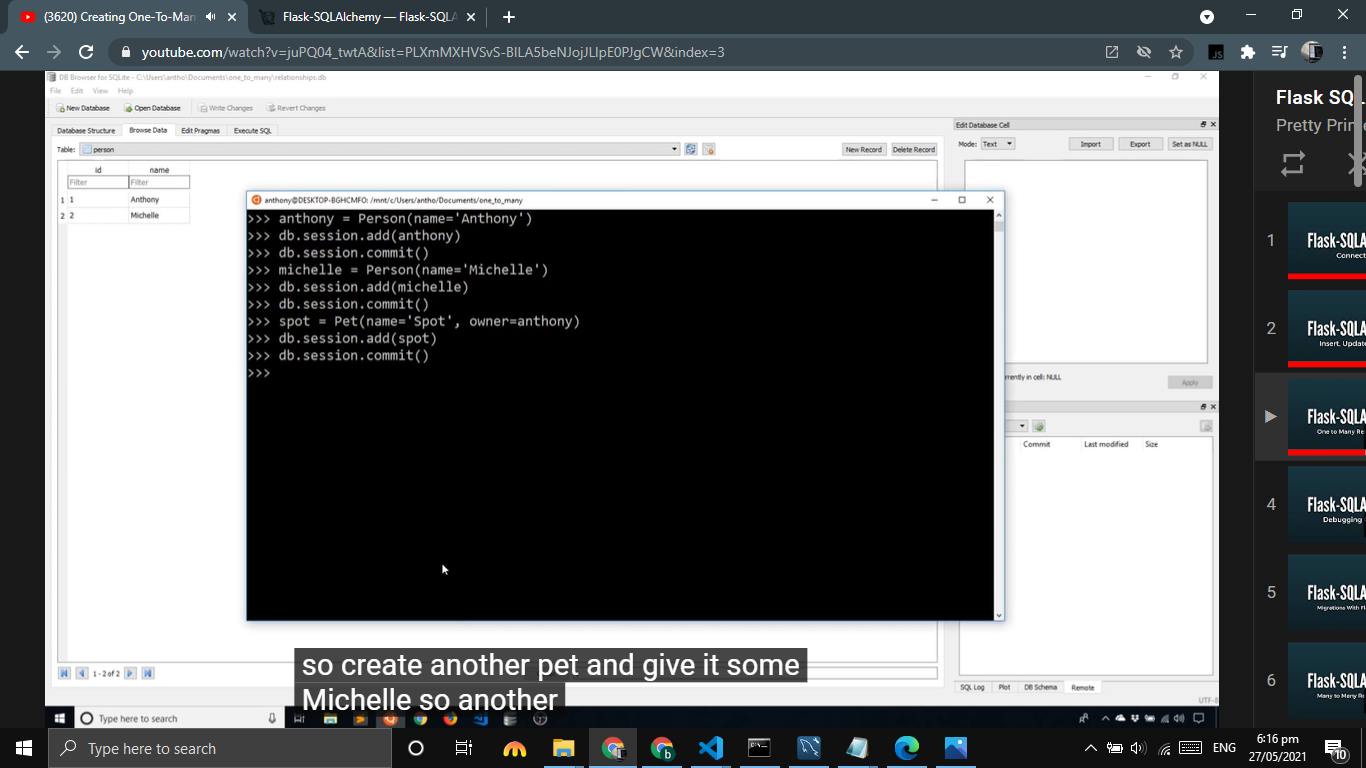 (3620) Creating One-To-Man
Flask-SQLAlchemy — Flask-SQLA
youtube.com/watch?v=juPQ04_twtA&list=PLXmMXHVSvS-BlLA5beNJojJLlpE0PJgCW&index=3
DB Browser for SQLite - C:\Users\antho\Documents\one_to_many\relationships.db
File Edit View Help
New Database Open Database Write Changes Revert Changes
Database Structure Browse Data Edit Pragmas Execute SQL
Table: person New Record Delete Record
id name
Filter Filter
1 1 Anthony
2 2 Michelle
1 - 2 of 2
Edit Database Cell
Mode: Text Import Export Set as NULL
rrently in cell: NULL
Apply
Commit Last modified Size
SQL Log Plot DB Schema Remote
UTF-8
anthony@DESKTOP-BGHCMFO: /mnt/c/Users/antho/Documents/one_to_many
>>> anthony = Person(name='Anthony')
>>> db.session.add(anthony)
>>> db.session.commit()
>>> michelle = Person(name='Michelle')
>>> db.session.add(michelle)
>>> db.session.commit()
>>> spot = Pet(name='Spot', owner=anthony)
>>> db.session.add(spot)
>>> db.session.commit()
>>>
so create another pet and give it some
Michelle so another
Type here to search
Flask SQL
Pretty Prin
1 Flask-SQLA
Connect
2 Flask-SQLA
Insert, Update
Flask-SQLA
One to Many Re
4 Flask-SQLA
Debugging
5 Flask-SQLA
Migrations With Fl
6 Flask-SQLA
Many to Many Re
Type here to search
ENG
6:16 pm
27/05/2021
10